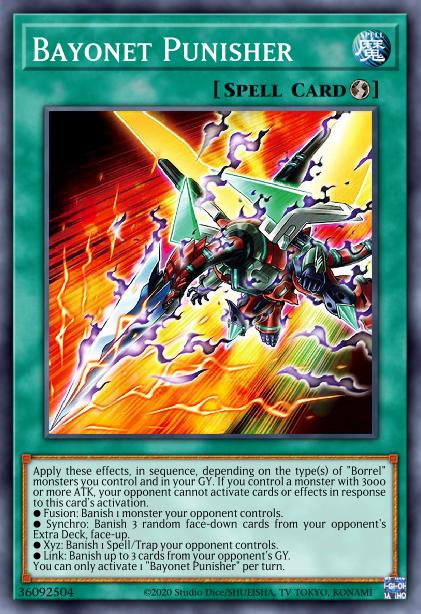 BAYONET PUNISHER
SPELL
魔
[SPELL CARD]
Apply these effects, in sequence, depending on the type(s) of "Borrel"
monsters you control and in your GY. If you control a monster with 3000
or more ATK, your opponent cannot activate cards or effects in response
to this card's activation.
● Fusion: Banish 1 monster your opponent controls.
● Synchro: Banish 3 random face-down cards from your opponent's
Extra Deck, face-up.
● Xyz: Banish 1 Spell/Trap your opponent controls.
● Link: Banish up to 3 cards from your opponent's GY.
You can only activate 1 "Bayonet Punisher" per turn.
36092504
©2020 Studio Dice/SHUEISHA, TV TOKYO, KONAMI